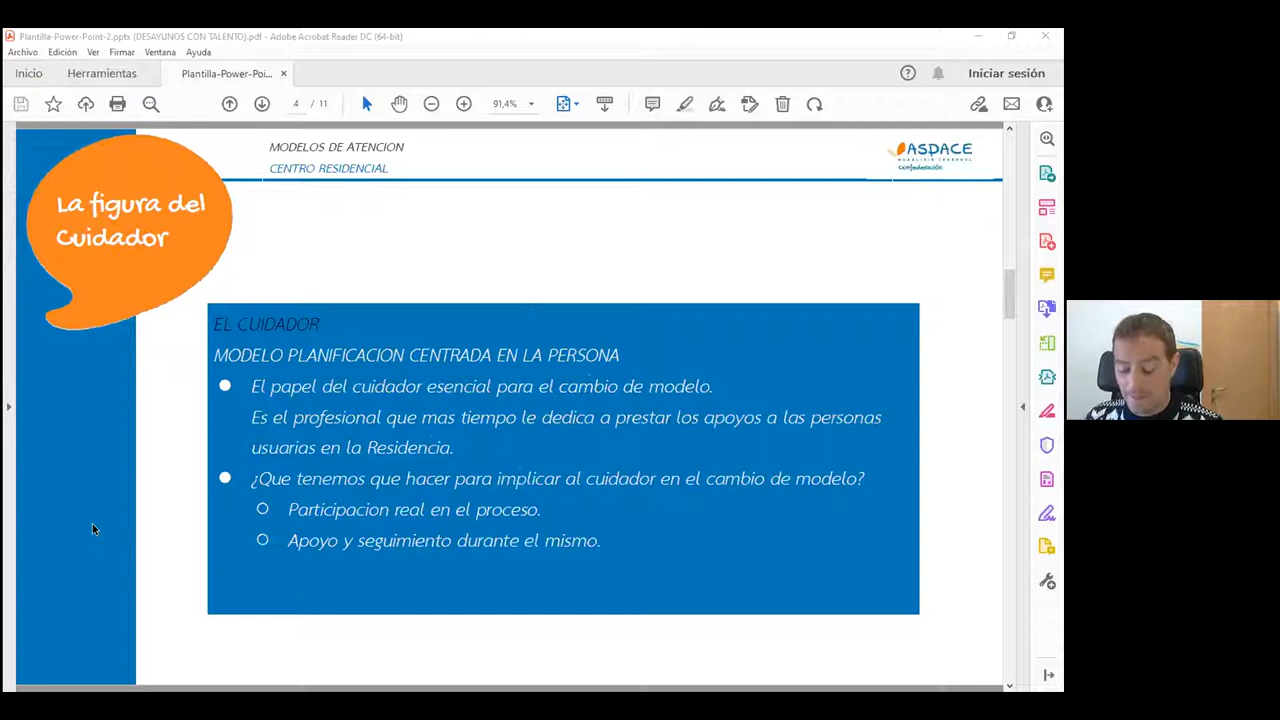 Plantilla-Power-Point-2.pptx (DESAYUNOS CON TALENTO).pdf - Adobe Acrobat Reader DC (64-bit)
Archivo Edición Ver Firmar Ventana Ayuda
Inicio Herramientas Plantilla-Power-Poi... Iniciar sesión
4 / 11 91,4%
MODELOS DE ATENCION
CENTRO RESIDENCIAL
ASPACE
PARÁLISIS CEREBRAL
Confederación
La figura del
Cuidador
EL CUIDADOR
MODELO PLANIFICACION CENTRADA EN LA PERSONA
El papel del cuidador esencial para el cambio de modelo.
Es el profesional que mas tiempo le dedica a prestar los apoyos a las personas
usuarias en la Residencia.
¿Que tenemos que hacer para implicar al cuidador en el cambio de modelo?
Participacion real en el proceso.
Apoyo y seguimiento durante el mismo.